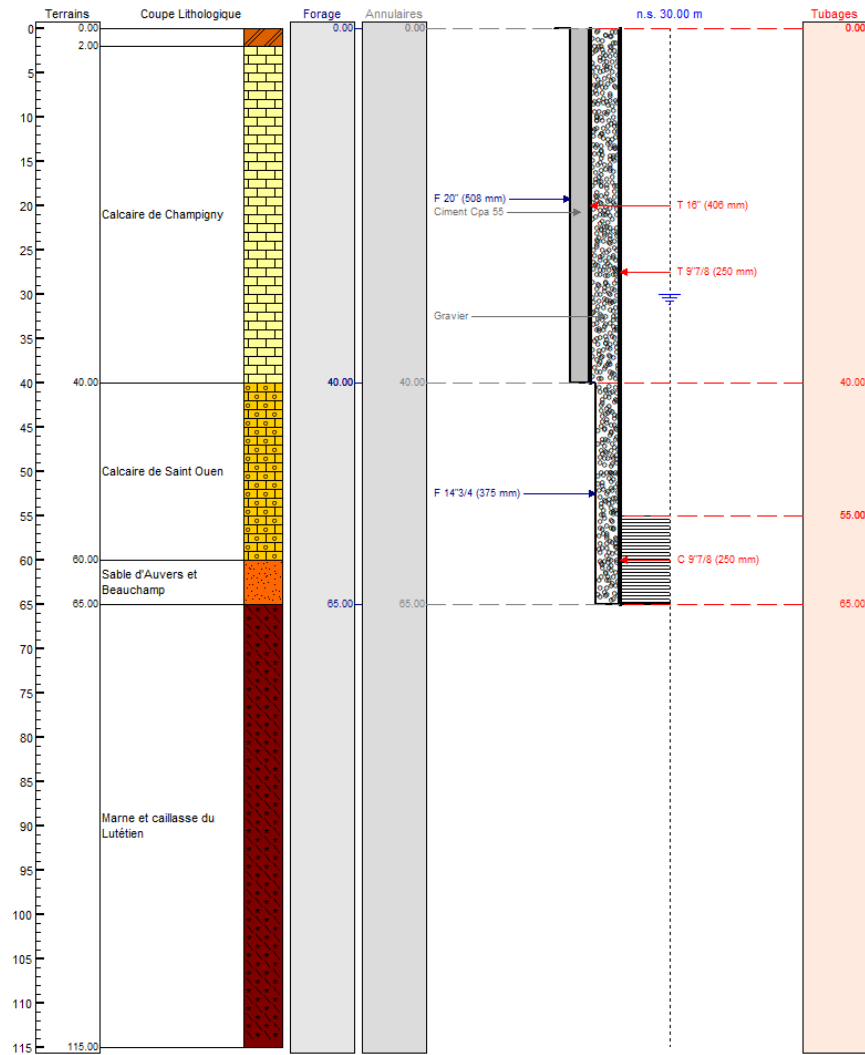 Terrains Coupe Lithologique Forage Annulaires n.s. 30.00 m Tubages
0 0.00 0.00 0.00 0.00
2.00
5
10
15
F 20" (508 mm)
20 Calcaire de Champigny Ciment Cpa 55 T 16" (406 mm)
25
T 9"7/8 (250 mm)
30
Gravier
35
40 40.00 40.00 40.00 40.00
45
50 Calcaire de Saint Ouen
F 14"3/4 (375 mm)
55 55.00
60 60.00 C 9"7/8 (250 mm)
Sable d'Auvers et
Beauchamp
65 65.00 65.00 65.00 65.00
70
75
80
85
Marne et caillasse du
90 Lutétien
95
100
105
110
115 115.00